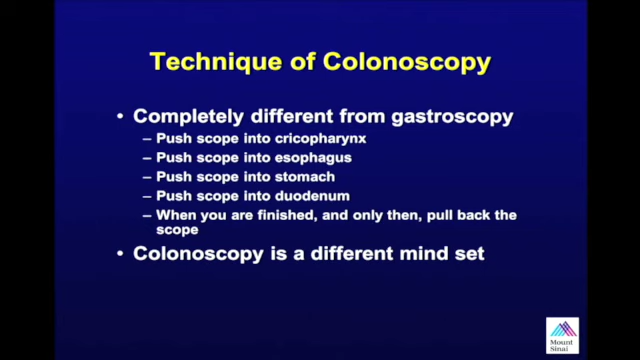 Technique of Colonoscopy
• Completely different from gastroscopy
– Push scope into cricopharynx
– Push scope into esophagus
– Push scope into stomach
– Push scope into duodenum
– When you are finished, and only then, pull back the
scope
• Colonoscopy is a different mind set
Mount
Sinai